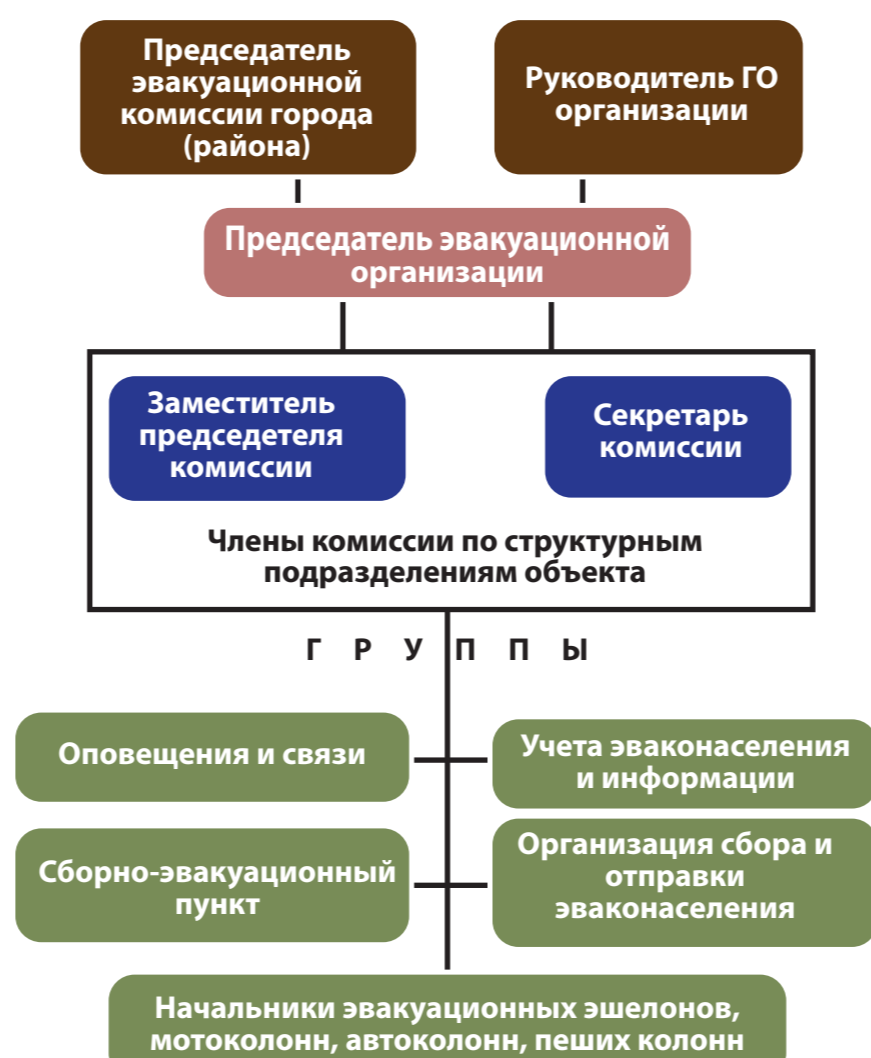 Председатель
эвакуационной
комиссии города
(района)
Руководитель ГО
организации
Председатель эвакуационной
организации
Заместитель
председетеля
комиссии
Секретарь
комиссии
Члены комиссии по структурным
подразделениям объекта
Г Р У П П Ы
Оповещения и связи
Учета эваконаселения
и информации
Сборно-эвакуационный
пункт
Организация сбора и
отправки
эваконаселения
Начальники эвакуационных эшелонов,
мотоколонн, автоколонн, пеших колонн